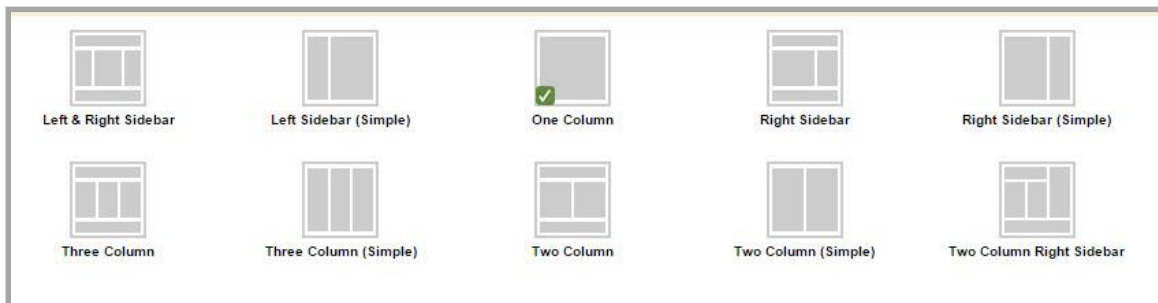 Left & Right Sidebar
Left Sidebar (Simple)
One Column
Right Sidebar
Right Sidebar (Simple)
Three Column
Three Column (Simple)
Two Column
Two Column (Simple)
Two Column Right Sidebar